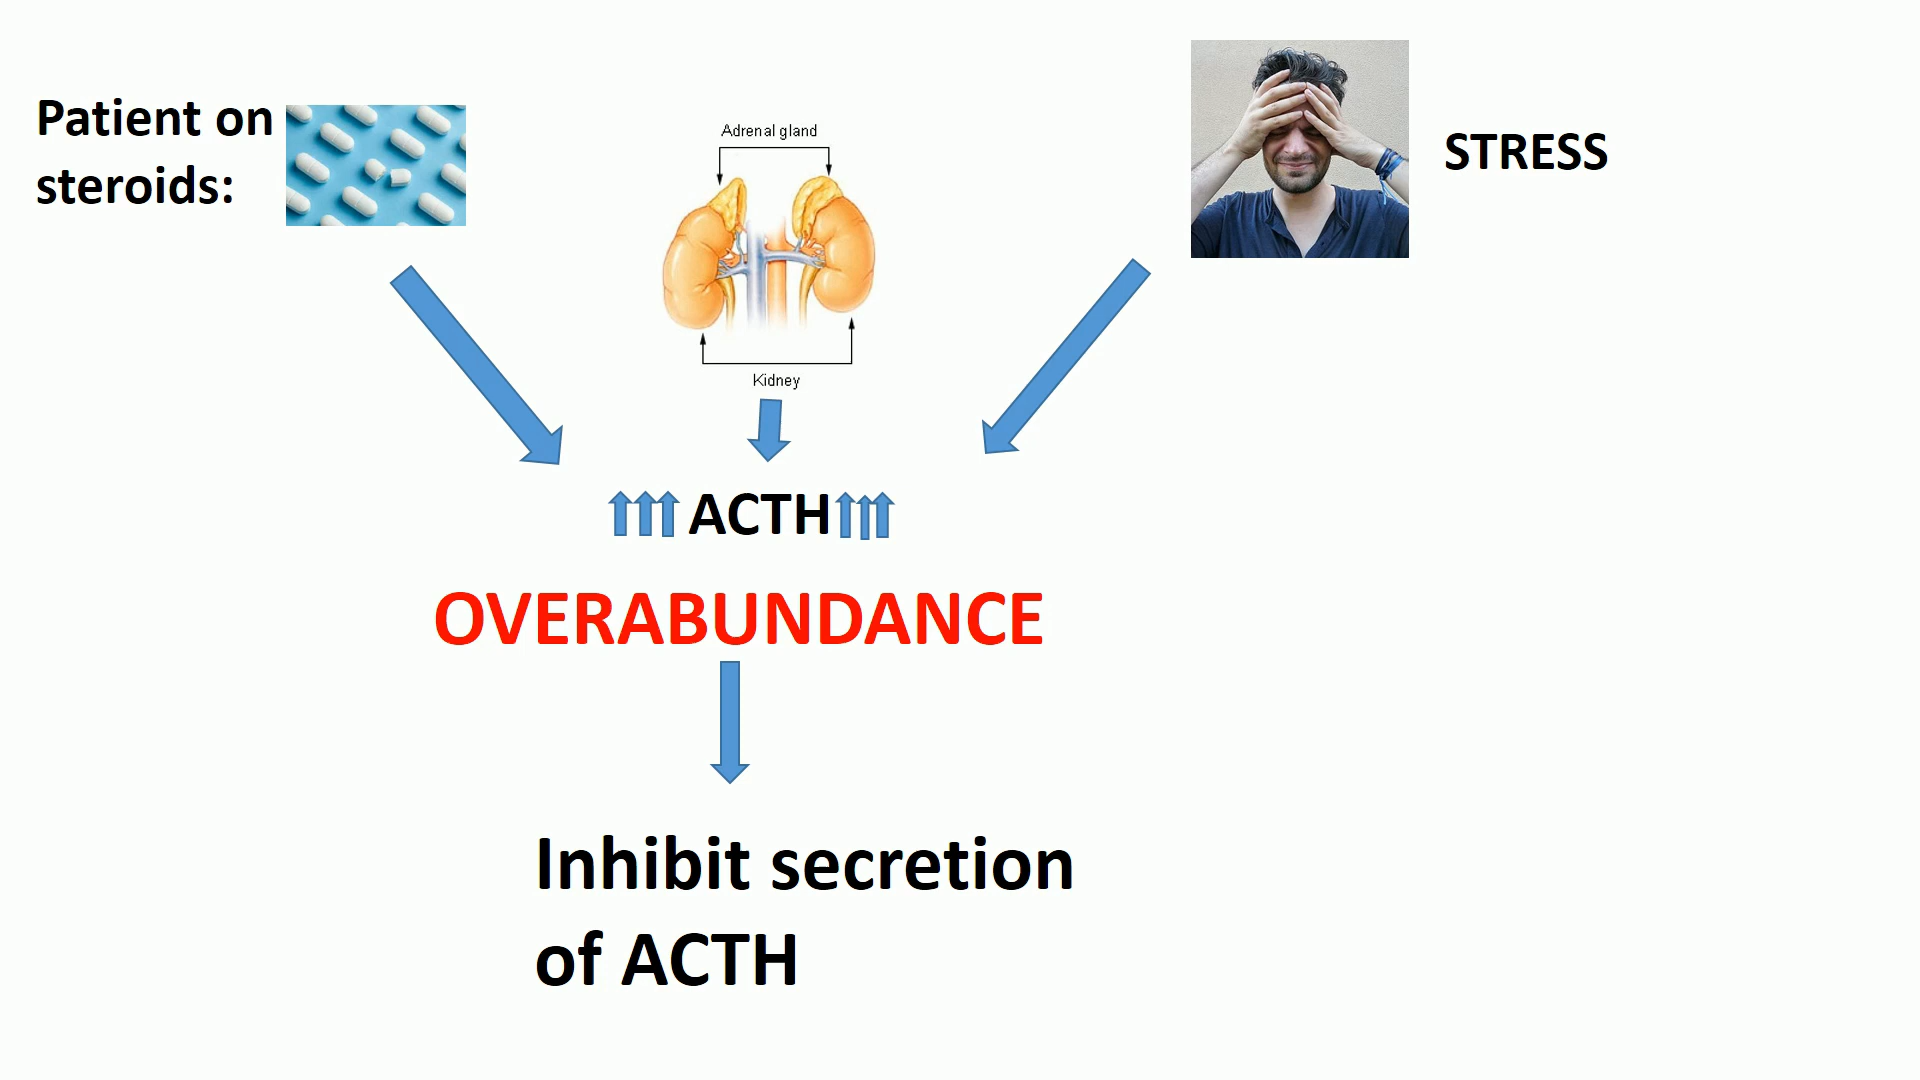 Patient on
steroids:
Adrenal gland
Kidney
STRESS
ACTH
OVERABUNDANCE
Inhibit secretion
of ACTH